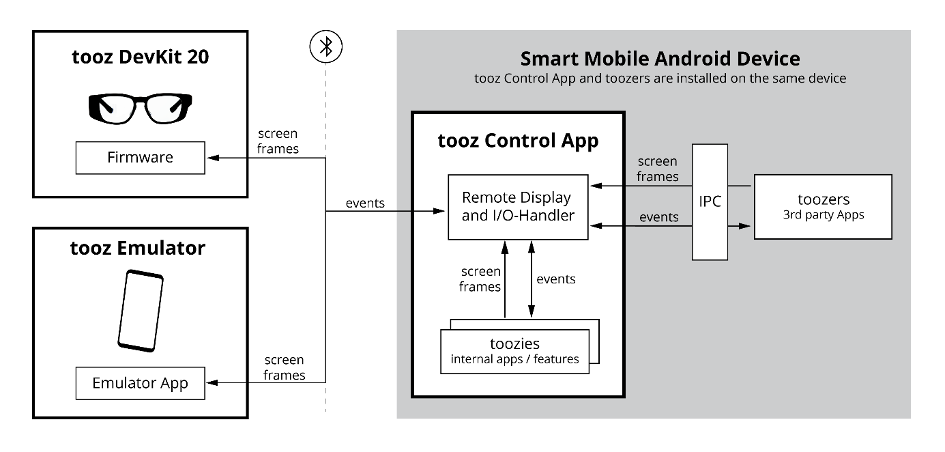 tooz DevKit 20
Firmware
screen
frames
tooz Emulator
Emulator App
screen
frames
events
Smart Mobile Android Device
tooz Control App and toozers are installed on the same device
tooz Control App
Remote Display
and I/O-Handler
screen
frames
events
toozies
internal apps / features
screen
frames
events
IPC
toozers
3rd party Apps